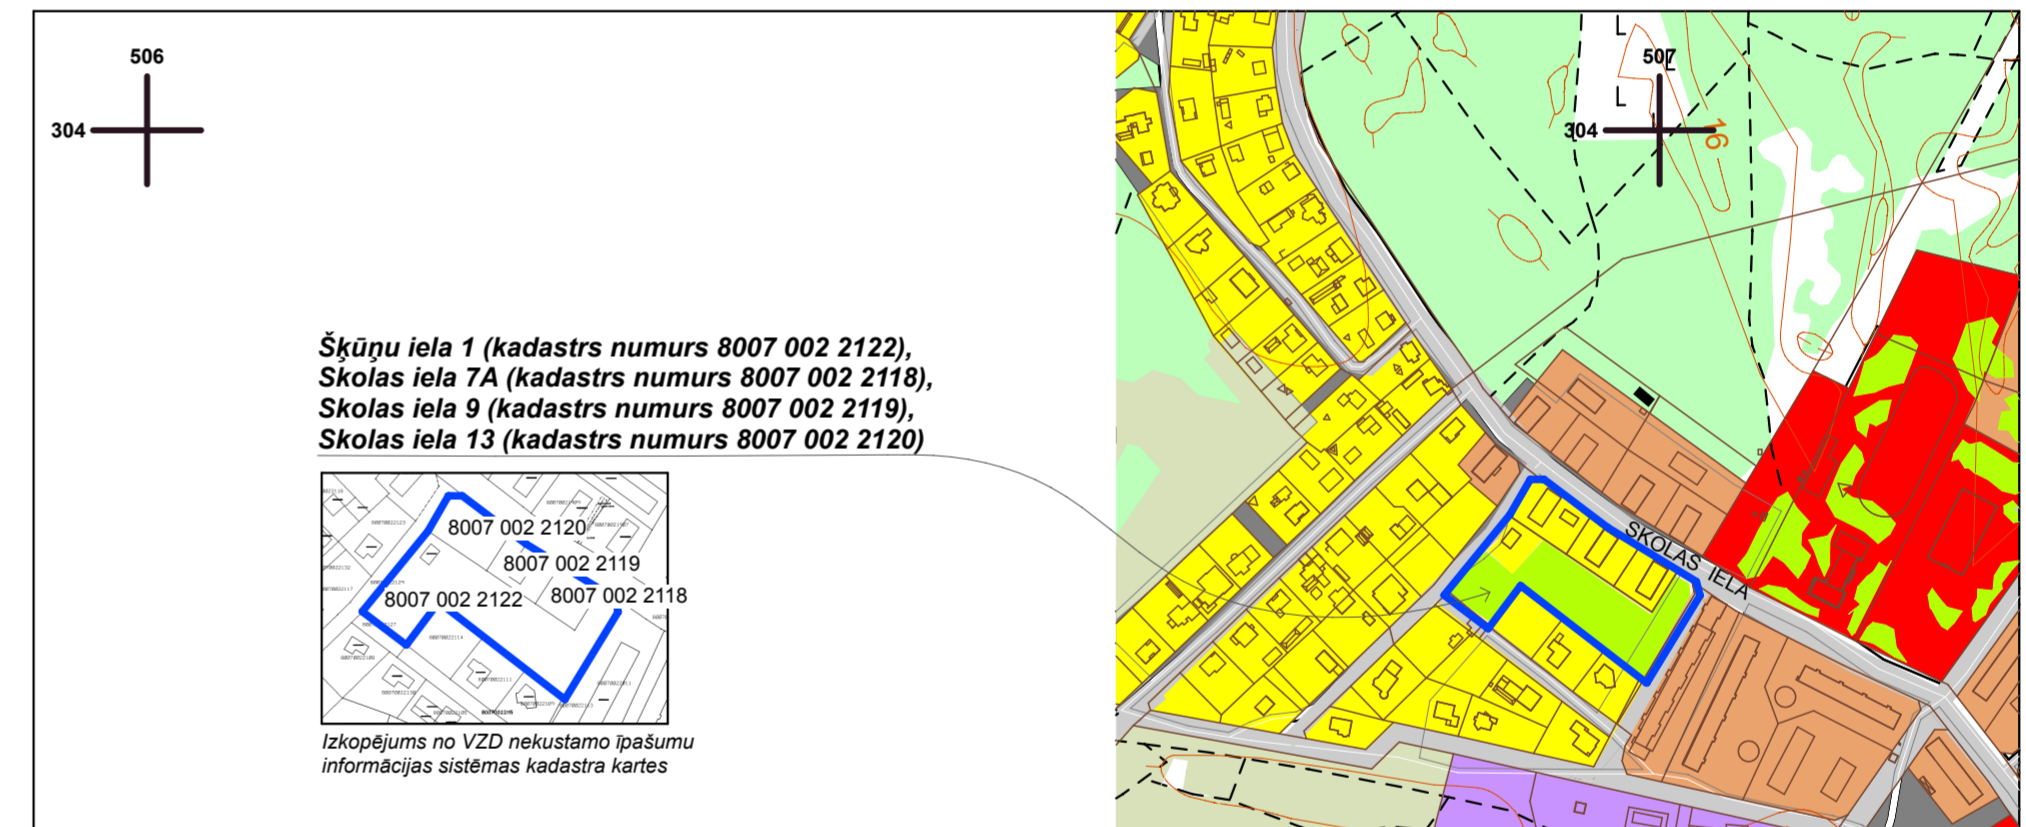 506
304
507
304
L
L
L
16
Šķūņu iela 1 (kadastrs numurs 8007 002 2122),
Skolas iela 7A (kadastrs numurs 8007 002 2118),
Skolas iela 9 (kadastrs numurs 8007 002 2119),
Skolas iela 13 (kadastrs numurs 8007 002 2120)
8007 002 2120
8007 002 2119
8007 002 2118
8007 002 2122
SKOLAS IELA
Izkopējums no VZD nekustamo īpašumu
informācijas sistēmas kadastra kartes